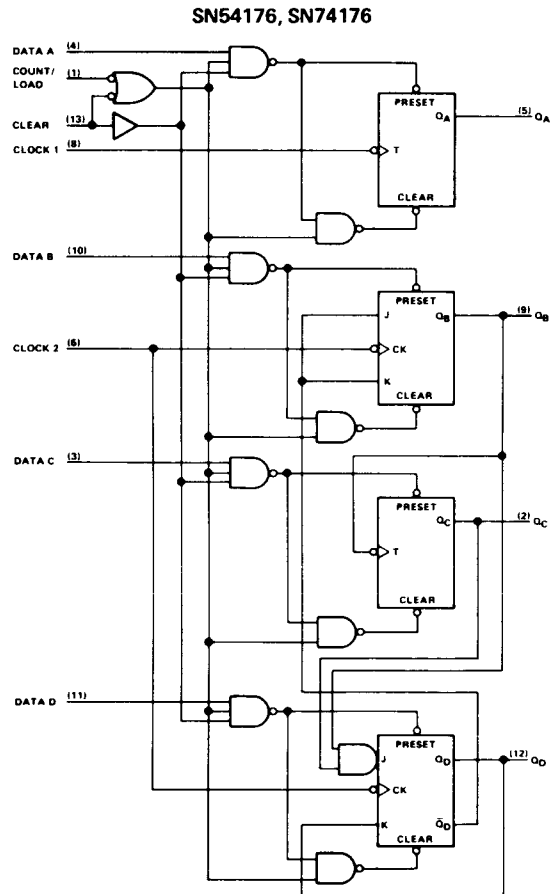 SN54176, SN74176
DATA A (4)
COUNT/ (1)
LOAD
PRESET
QA (5) QA
CLEAR (13)
CLOCK 1 (8)
T
CLEAR
DATA B (10)
PRESET
J QB (9) QB
CLOCK 2 (6)
CK
K
CLEAR
DATA C (3)
PRESET
QC (2) QC
T
CLEAR
DATA D (11)
PRESET
J QD (12) QD
CK
K Q̄D
CLEAR